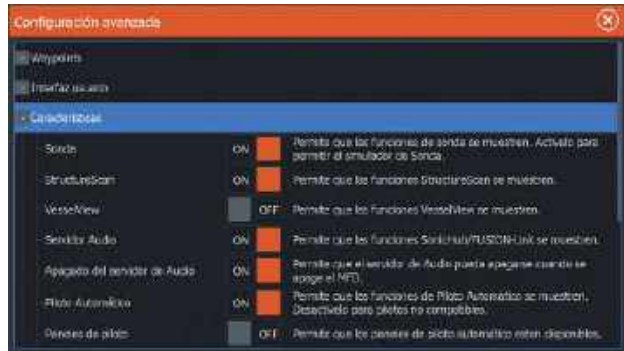 Configuración avanzada
Waypoints
Interfaz usuario
Características
Sonda ON Permite que las funciones de sonda se muestren. Activelo para
permitir el simulador de Sonda.
StructureScan ON Permite que las funciones StructureScan se muestren.
VesselView OFF Permite que las funciones VesselView se muestren.
Servidor Audio ON Permite que las funciones SonicHub/FUSION-Link se muestren.
Apagado del servidor de Audio ON Permite que el servidor de Audio pueda apagarse cuando se
apage el MFD.
Piloto Automático ON Permite que las funciones de Piloto Automatico se muestren.
Desactivelo para pilotos no compatibles.
Paneles de piloto OFF Permite que los paneles de piloto automático esten disponibles.